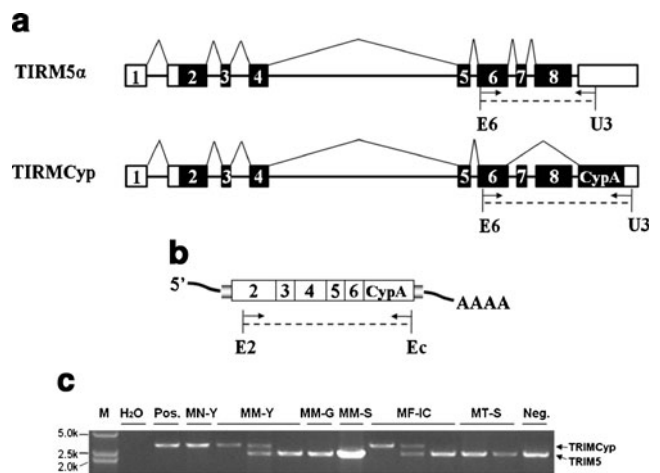 a
TIRM5α
1 2 3 4 5 6 7 8
E6 U3
TIRMCyp
1 2 3 4 5 6 7 8 CypA
E6 U3
b
5' 2 3 4 5 6 CypA AAAA
E2 Ec
c
M H₂O Pos. MN-Y MM-Y MM-G MM-S MF-IC MT-S Neg.
5.0k
2.5k
2.0k
TRIMCyp
TRIM5